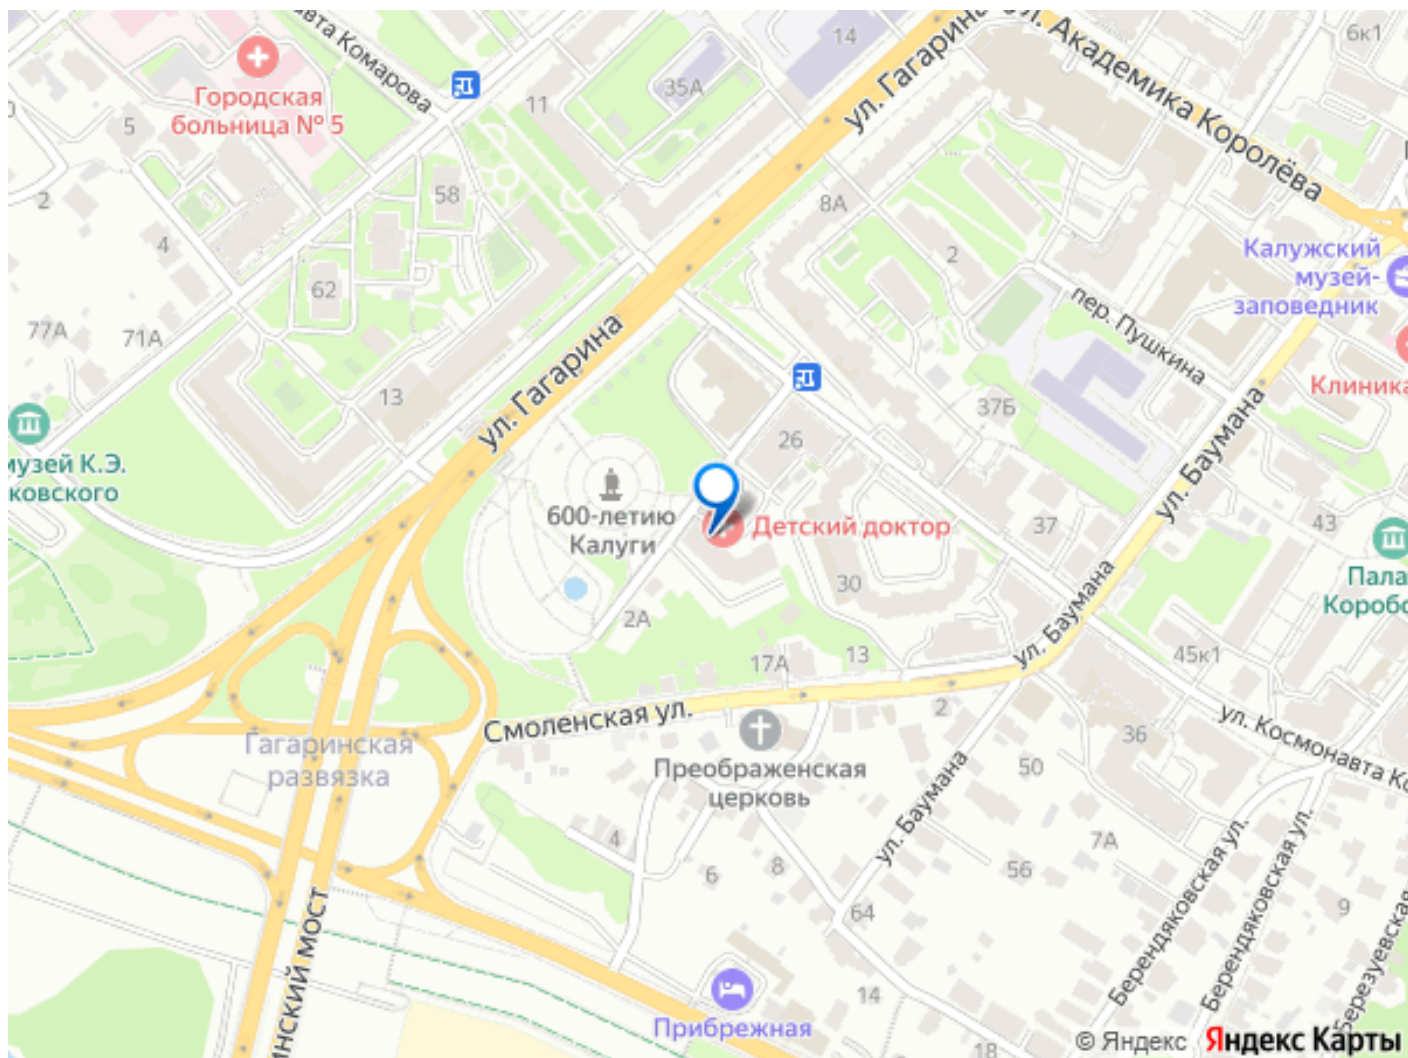 авта Комарова
Городская
больница № 5
ул. Гагарина
ул. Академика Королёва
14
6к1
35А
11
5
58
2
4
62
77А
71А
13
8А
2
Калужский
музей-
заповедник
пер. Пушкина
Клиника
ул. Гагарина
37Б
26
ул. Баумана
музей К.Э.
ковского
600-летию
Калуги
Детский доктор
37
43
30
Пала
Коробо
2А
17А
13
ул. Баумана
45к1
Смоленская ул.
2
36
ул. Космонавта Ко
Гагаринская
развязка
Преображенская
церковь
50
ул. Баумана
4
6
8
7А
56
64
Берендяковская ул.
Берендяковская ул.
9
Березуевская
инский мост
14
Прибрежная
18
© Яндекс Яндекс Карты